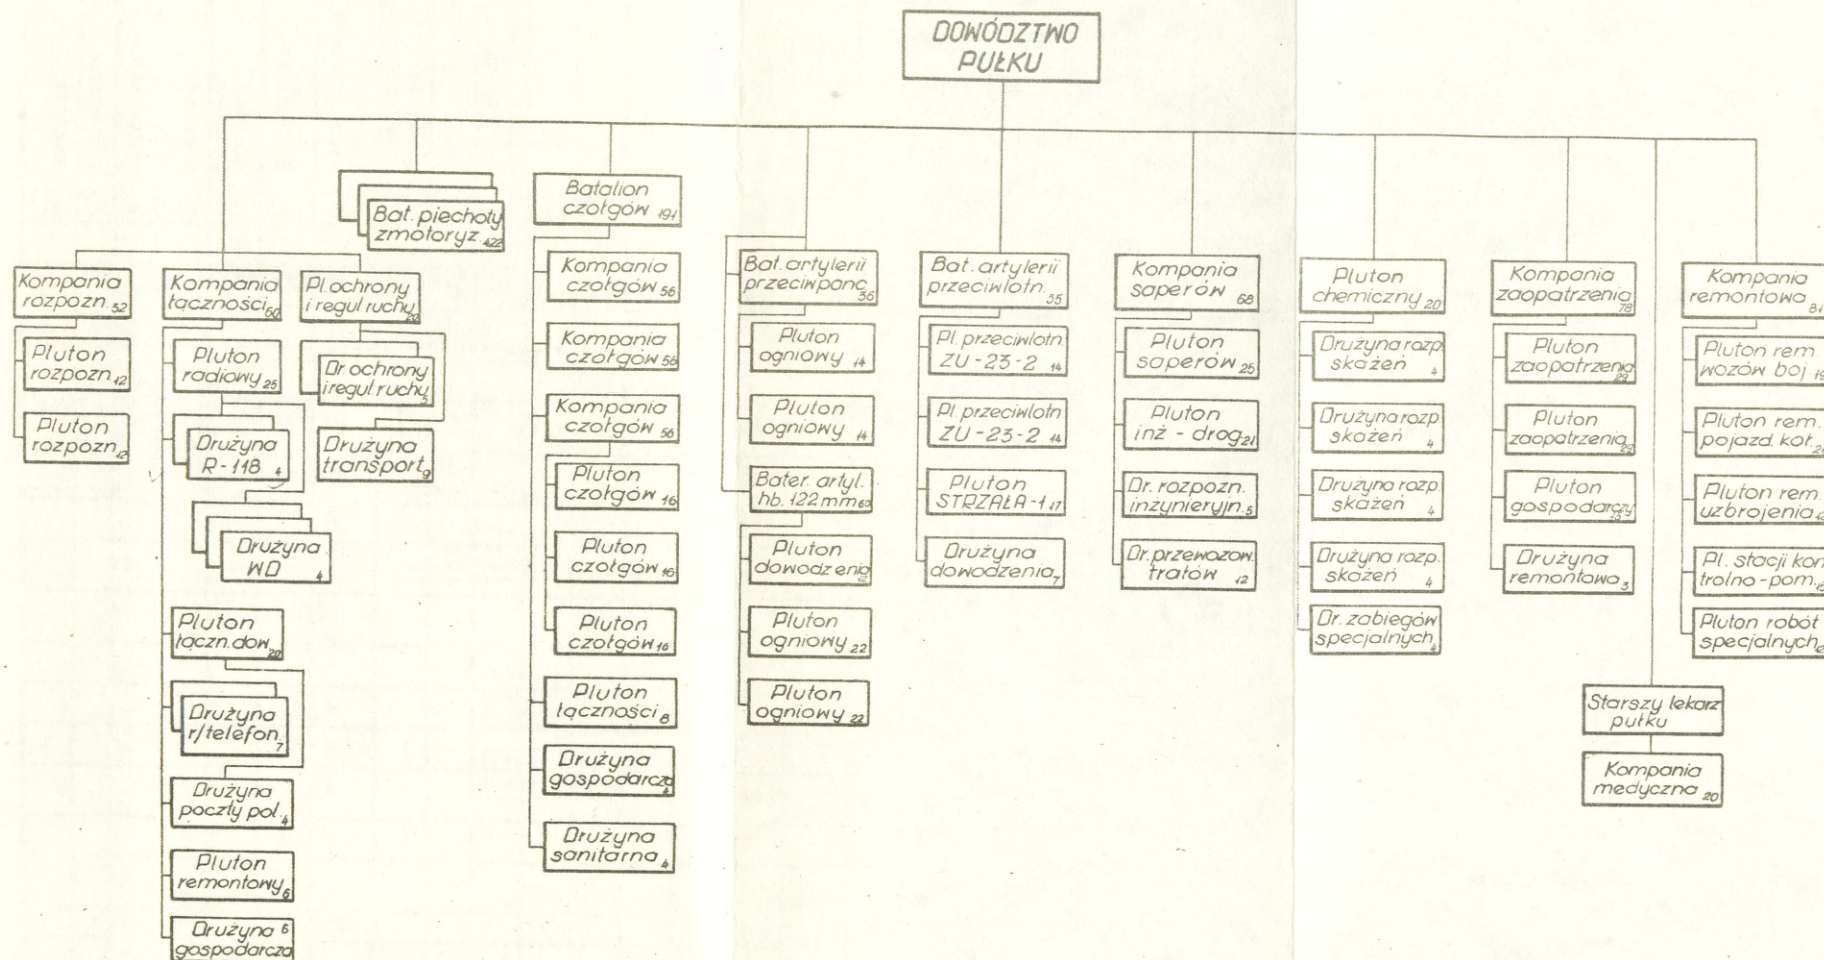 DOWÓDZTWO
PUŁKU
Bat. piechoty
zmotoryz. 422
Batalion
czołgów 191
Kompania
rozpozn. 52
Pluton
rozpozn. 12
Pluton
rozpozn. 12
Kompania
łączności 60
Pluton
radiowy 25
Drużyna
R-118 4
Drużyna
WD 4
Pluton
łączn. dow. 20
Drużyna
r/telefon. 7
Drużyna
poczty pol. 4
Pluton
remontowy 6
Drużyna 6
gospodarcza
Pl. ochrony
i regul ruchu
Dr. ochrony
i regul. ruchu 5
Drużyna
transport. 9
Kompania
czołgów 56
Kompania
czołgów 56
Kompania
czołgów 56
Pluton
czołgów 16
Pluton
czołgów 16
Pluton
czołgów 16
Pluton
łączności 8
Drużyna
gospodarcza 4
Drużyna
sanitarna 4
Bat. artylerii
przeciwpanc. 36
Pluton
ogniowy 14
Pluton
ogniowy 14
Bater. artyl.
hb. 122 mm
Pluton
dowodzenia 12
Pluton
ogniowy 22
Pluton
ogniowy 22
Bat. artylerii
przeciwlotn. 55
Pl. przeciwlotn.
ZU-23-2 14
Pl. przeciwlotn
ZU-23-2 14
Pluton
STRZAŁA-1 17
Drużyna
dowodzenia 7
Kompania
saperów 68
Pluton
saperów 25
Pluton
inż-drog 21
Dr. rozpozn.
inżynieryjn. 5
Dr. przewozow.
trałów 12
Pluton
chemiczny 20
Drużyna rozp
skażeń 4
Drużyna rozp.
skażeń 4
Drużyna rozp
skażeń 4
Drużyna rozp.
skażeń 4
Dr. zabiegów
specjalnych 4
Kompania
zaopatrzenia 78
Pluton
zaopatrzenia 29
Pluton
zaopatrzenia 29
Pluton
gospodarczy
Drużyna
remontowa 3
Starszy lekarz
pułku
Kompania
medyczna 20
Kompania
remontowa 81
Pluton rem.
wozów boj.
Pluton rem.
pojazd. koł.
Pluton rem.
uzbrojenia
Pl. stacji kon
trolno-pom.
Pluton robót
specjalnych